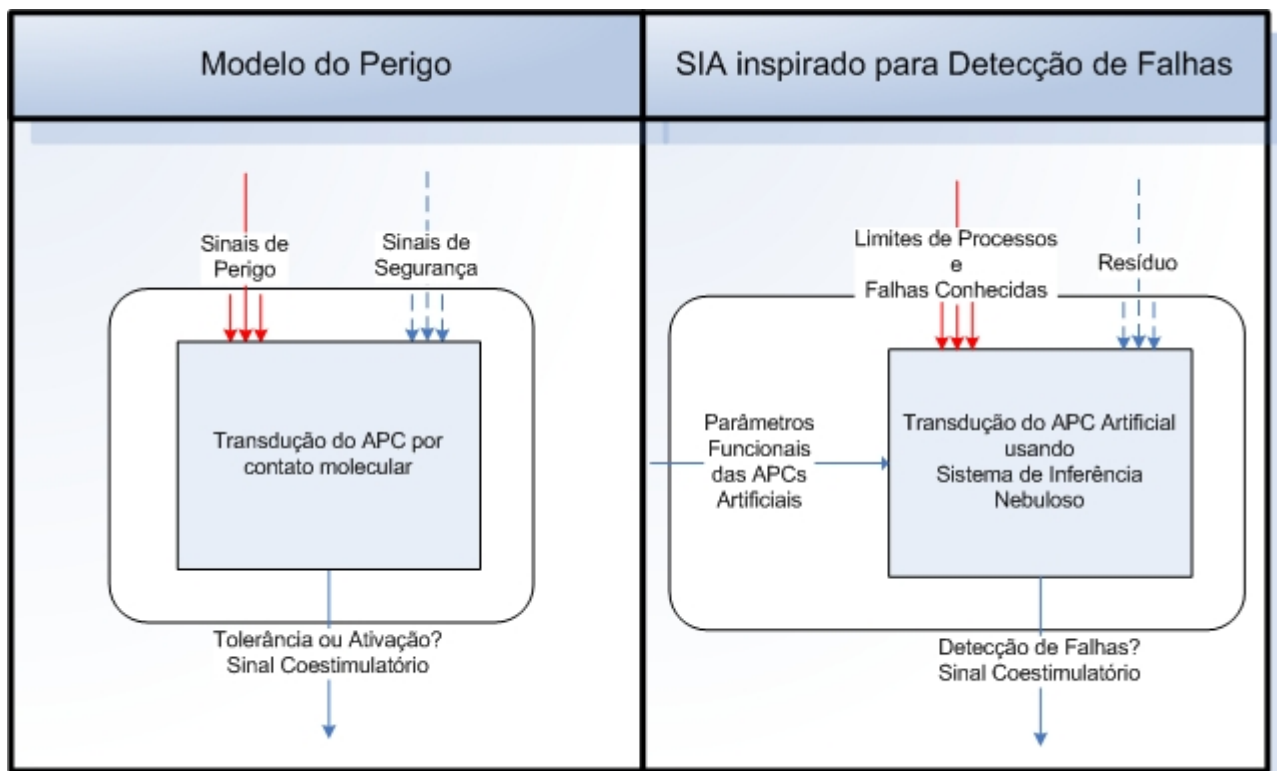 Modelo do Perigo
SIA inspirado para Detecção de Falhas
Sinais de
Perigo
Sinais de
Segurança
Transdução do APC por
contato molecular
Tolerância ou Ativação?
Sinal Coestimulatório
Limites de Processos
e
Falhas Conhecidas
Resíduo
Parâmetros
Funcionais
das APCs
Artificiais
Transdução do APC Artificial
usando
Sistema de Inferência
Nebuloso
Detecção de Falhas?
Sinal Coestimulatório